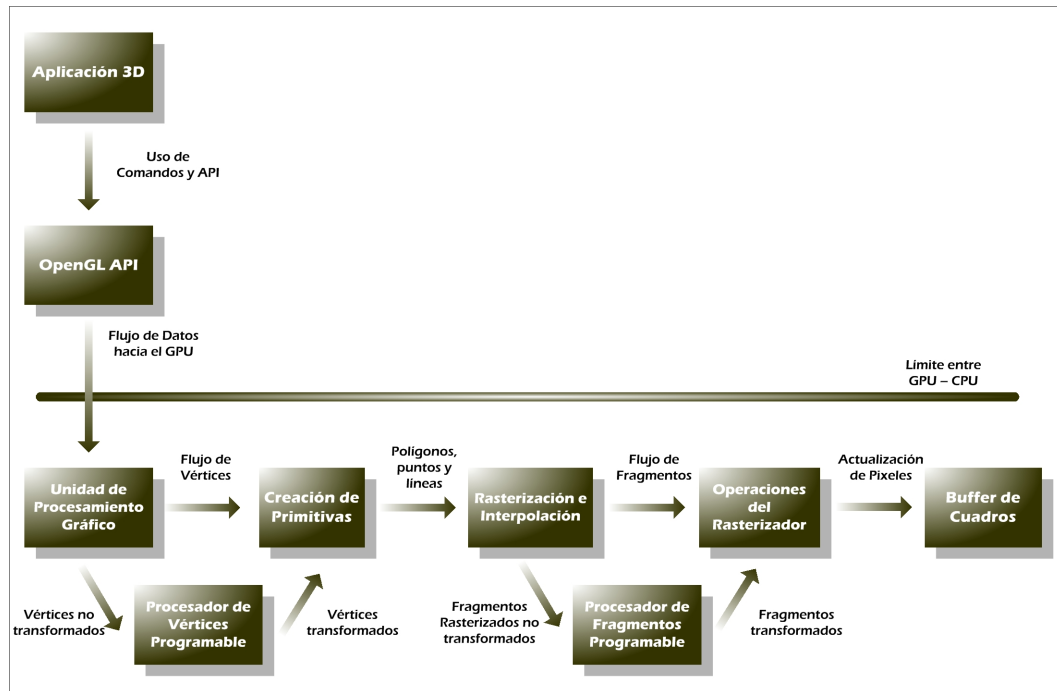 Aplicación 3D
Uso de
Comandos y API
OpenGL API
Flujo de Datos
hacia el GPU
Límite entre
GPU – CPU
Unidad de
Procesamiento
Gráfico
Flujo de
Vértices
Creación de
Primitivas
Polígonos,
puntos y
líneas
Rasterización e
Interpolación
Flujo de
Fragmentos
Operaciones
del
Rasterizador
Actualización
de Pixeles
Buffer de
Cuadros
Vértices no
transformados
Procesador de
Vértices
Programable
Vértices
transformados
Fragmentos
Rasterizados no
transformados
Procesador de
Fragmentos
Programable
Fragmentos
transformados